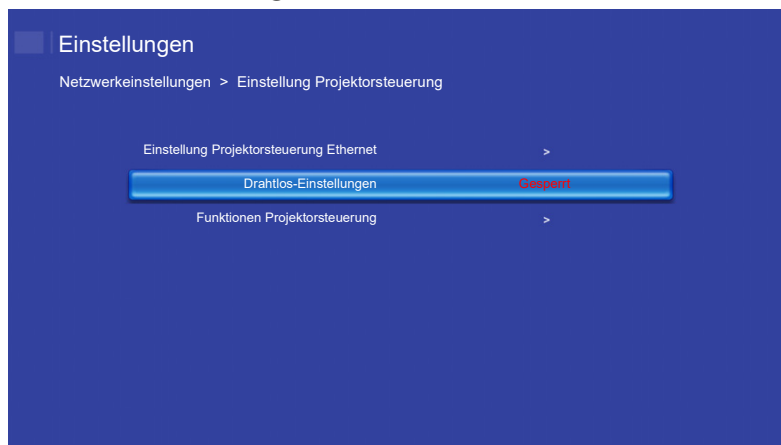 Einstellungen
Netzwerkeinstellungen > Einstellung Projektorsteuerung
Einstellung Projektorsteuerung Ethernet >
Drahtlos-Einstellungen Gesperrt
Funktionen Projektorsteuerung >